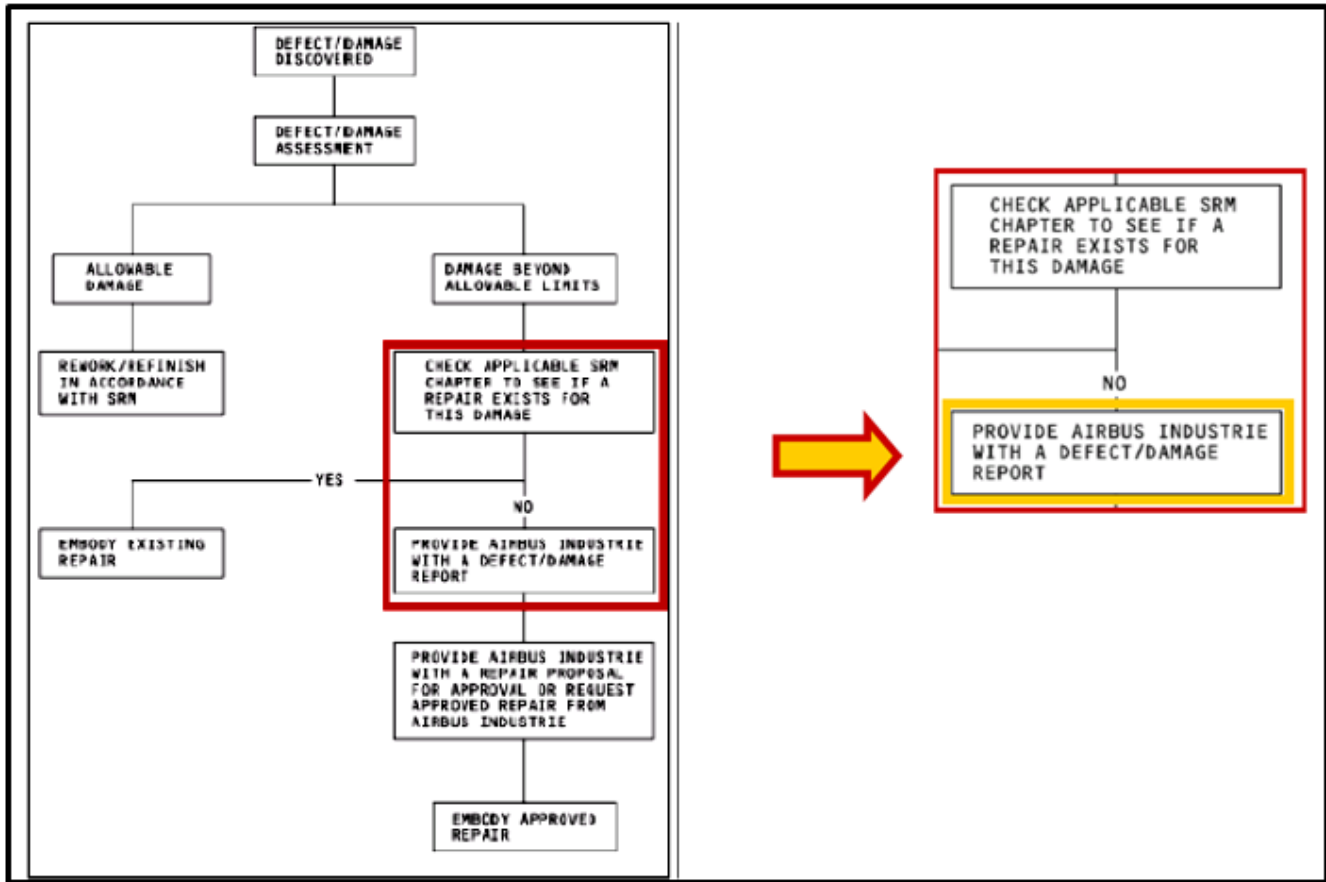 DEFECT/DAMAGE
DISCOVERED
DEFECT/DAMAGE
ASSESSMENT
ALLOWABLE
DAMAGE
DAMAGE BEYOND
ALLOWABLE LIMITS
REWORK/REFINISH
IN ACCORDANCE
WITH SRM
CHECK APPLICABLE SRM
CHAPTER TO SEE IF A
REPAIR EXISTS FOR
THIS DAMAGE
YES
NO
EMBODY EXISTING
REPAIR
PROVIDE AIRBUS INDUSTRIE
WITH A DEFECT/DAMAGE
REPORT
PROVIDE AIRBUS INDUSTRIE
WITH A REPAIR PROPOSAL
FOR APPROVAL OR REQUEST
APPROVED REPAIR FROM
AIRBUS INDUSTRIE
EMBODY APPROVED
REPAIR
CHECK APPLICABLE SRM
CHAPTER TO SEE IF A
REPAIR EXISTS FOR
THIS DAMAGE
NO
PROVIDE AIRBUS INDUSTRIE
WITH A DEFECT/DAMAGE
REPORT